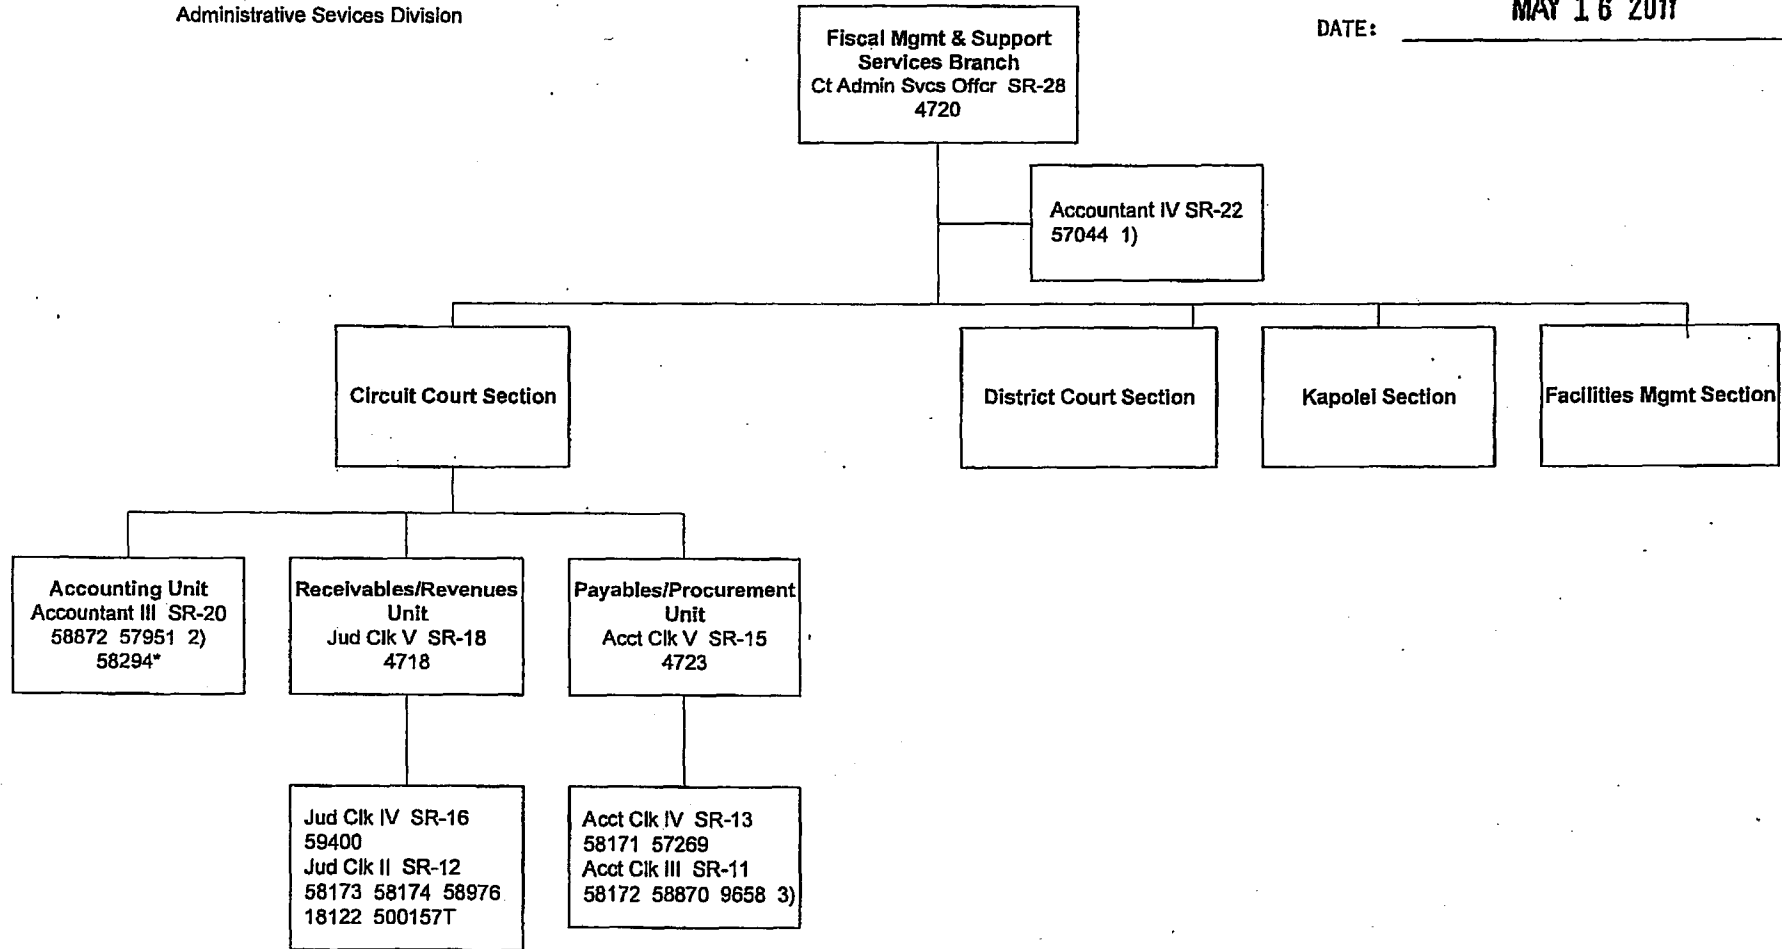 Administrative Sevices Division
DATE: MAY 16 2011
Fiscal Mgmt & Support
Services Branch
Ct Admin Svcs Offcr SR-28
4720
Accountant IV SR-22
57044 1)
Circuit Court Section
District Court Section
Kapolei Section
Facilities Mgmt Section
Accounting Unit
Accountant III SR-20
58872 57951 2)
58294*
Receivables/Revenues
Unit
Jud Clk V SR-18
4718
Payables/Procurement
Unit
Acct Clk V SR-15
4723
Jud Clk IV SR-16
59400
Jud Clk II SR-12
58173 58174 58976
18122 500157T
Acct Clk IV SR-13
58171 57269
Acct Clk III SR-11
58172 58870 9658 3)